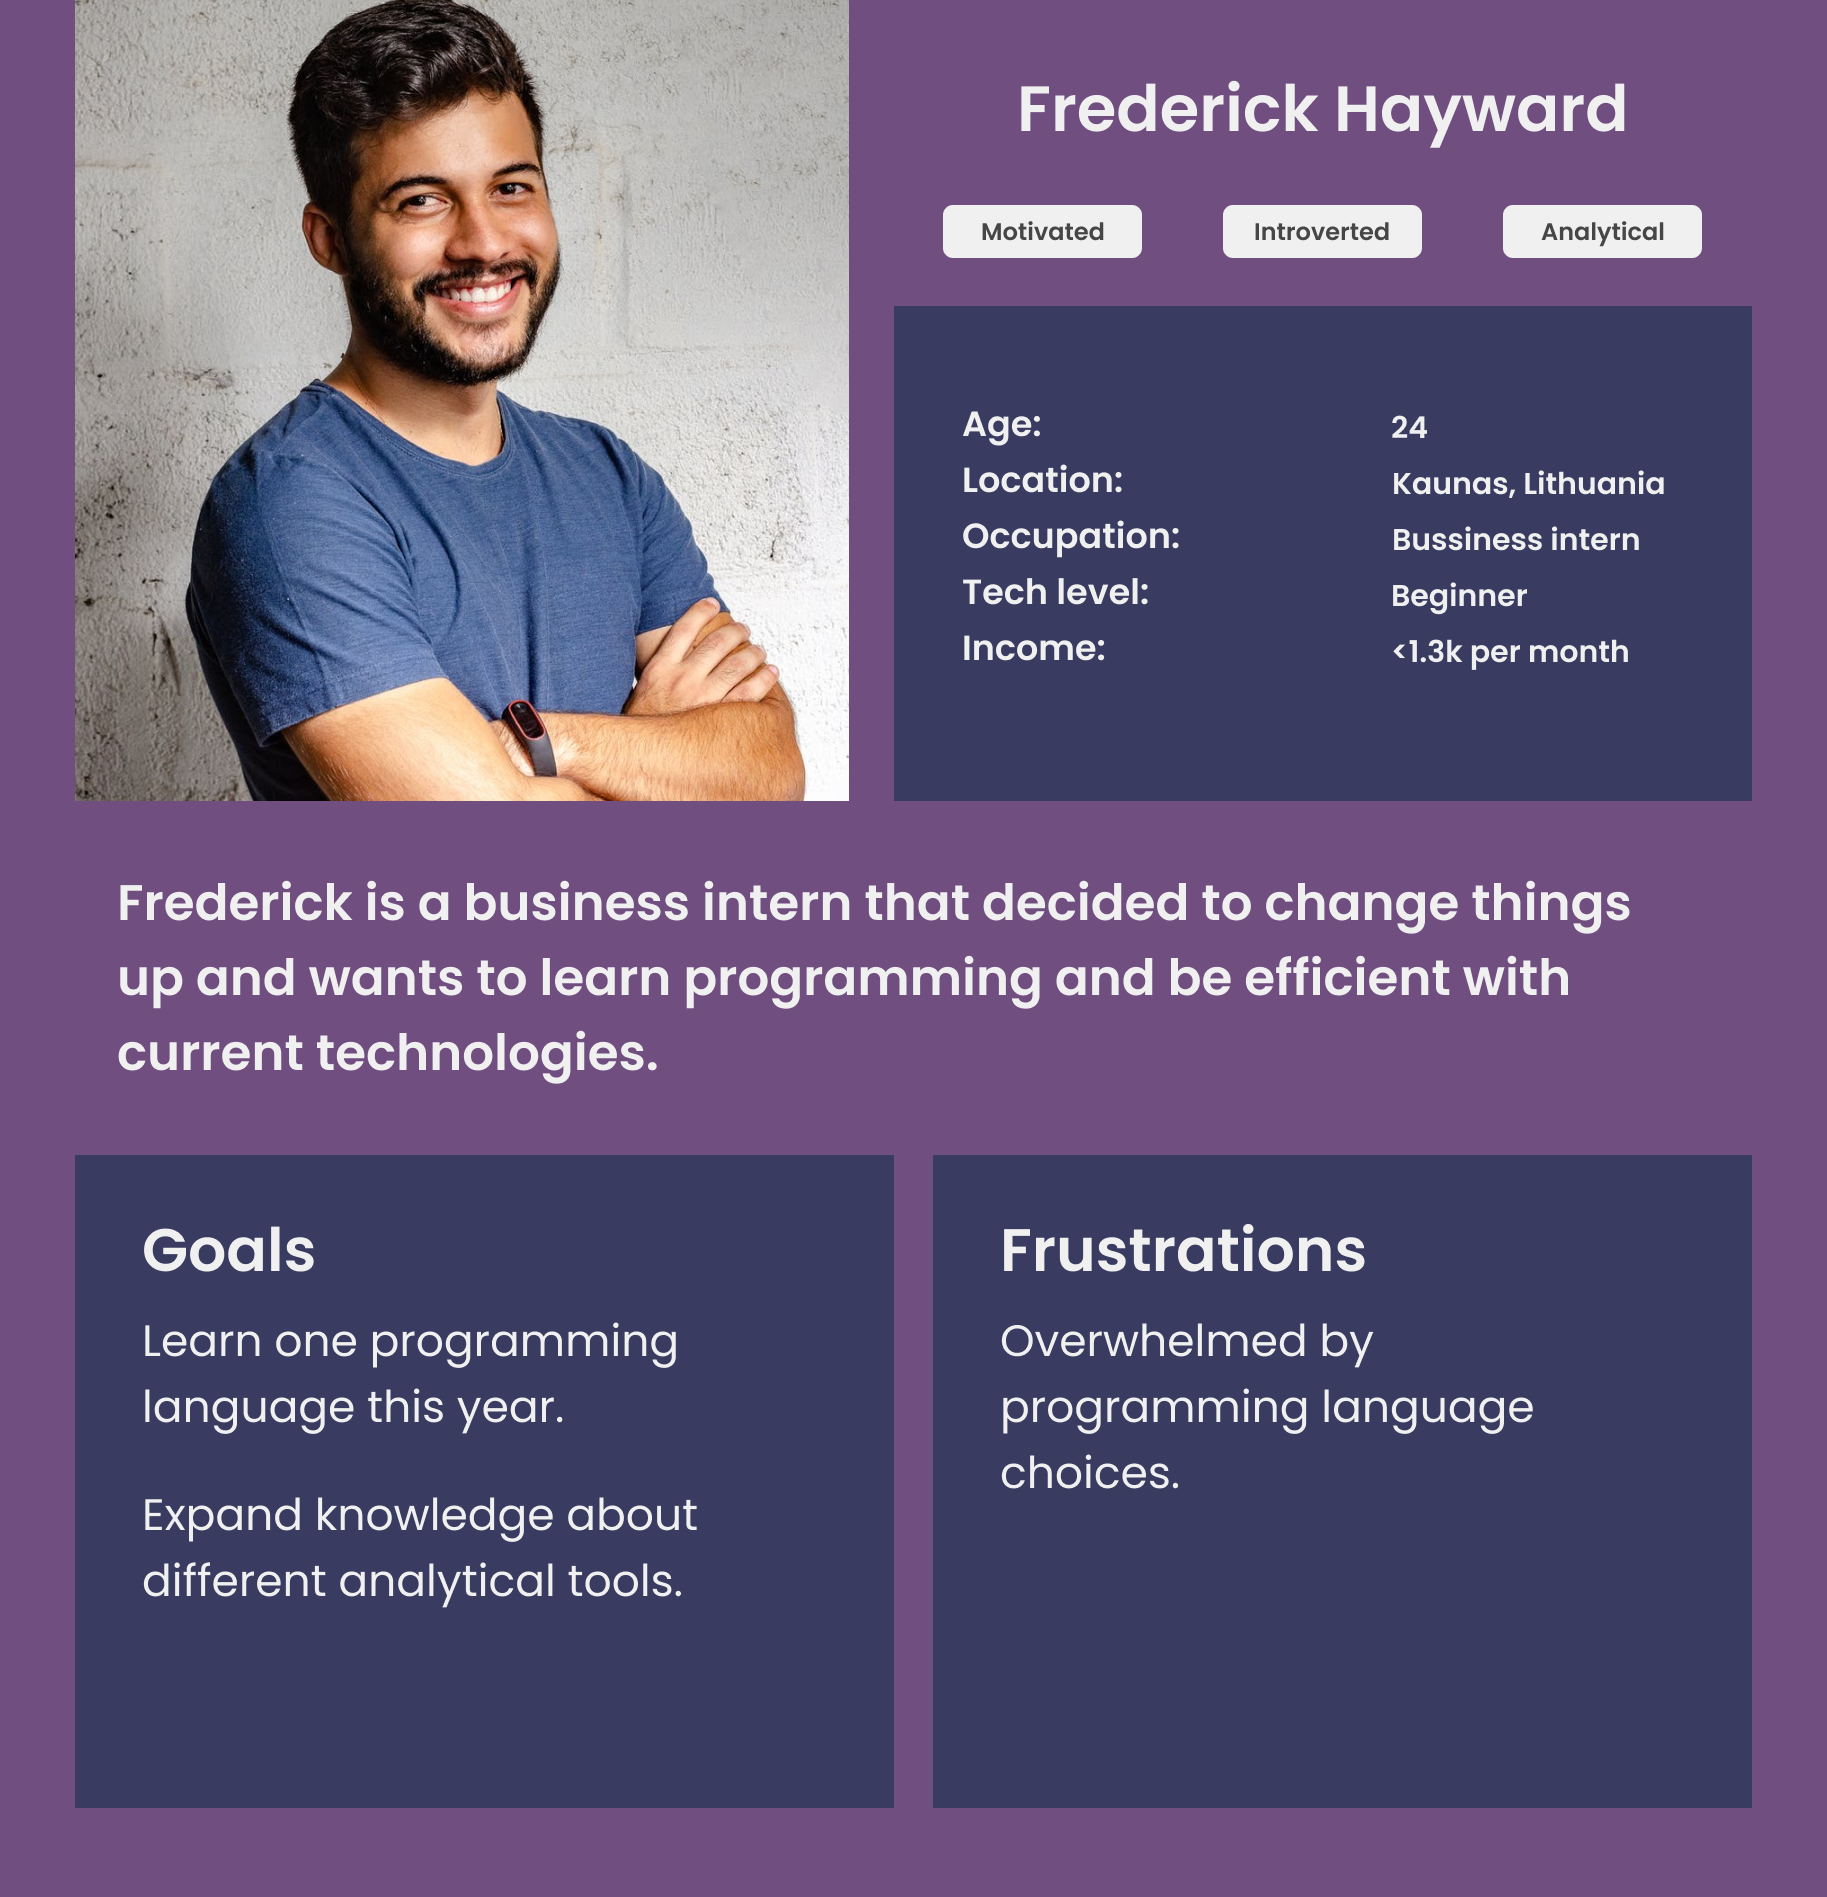 Frederick Hayward
Motivated
Introverted
Analytical
Age: 24
Location: Kaunas, Lithuania
Occupation: Bussiness intern
Tech level: Beginner
Income: <1.3k per month
Frederick is a business intern that decided to change things
up and wants to learn programming and be efficient with
current technologies.
Goals
Learn one programming
language this year.
Expand knowledge about
different analytical tools.
Frustrations
Overwhelmed by
programming language
choices.